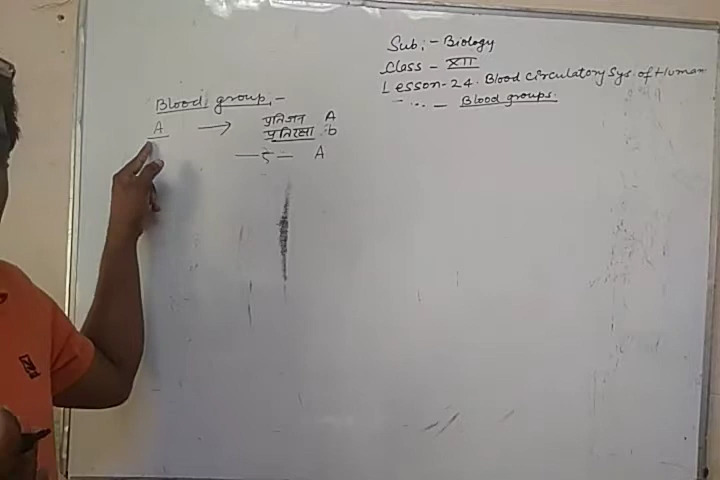 Sub:- Biology
Class - XII
Lesson-24. Blood circulatory Sys. of Human
- Blood groups.
Blood group:-
A → प्रतिजन A
प्रतिरक्षा b
A